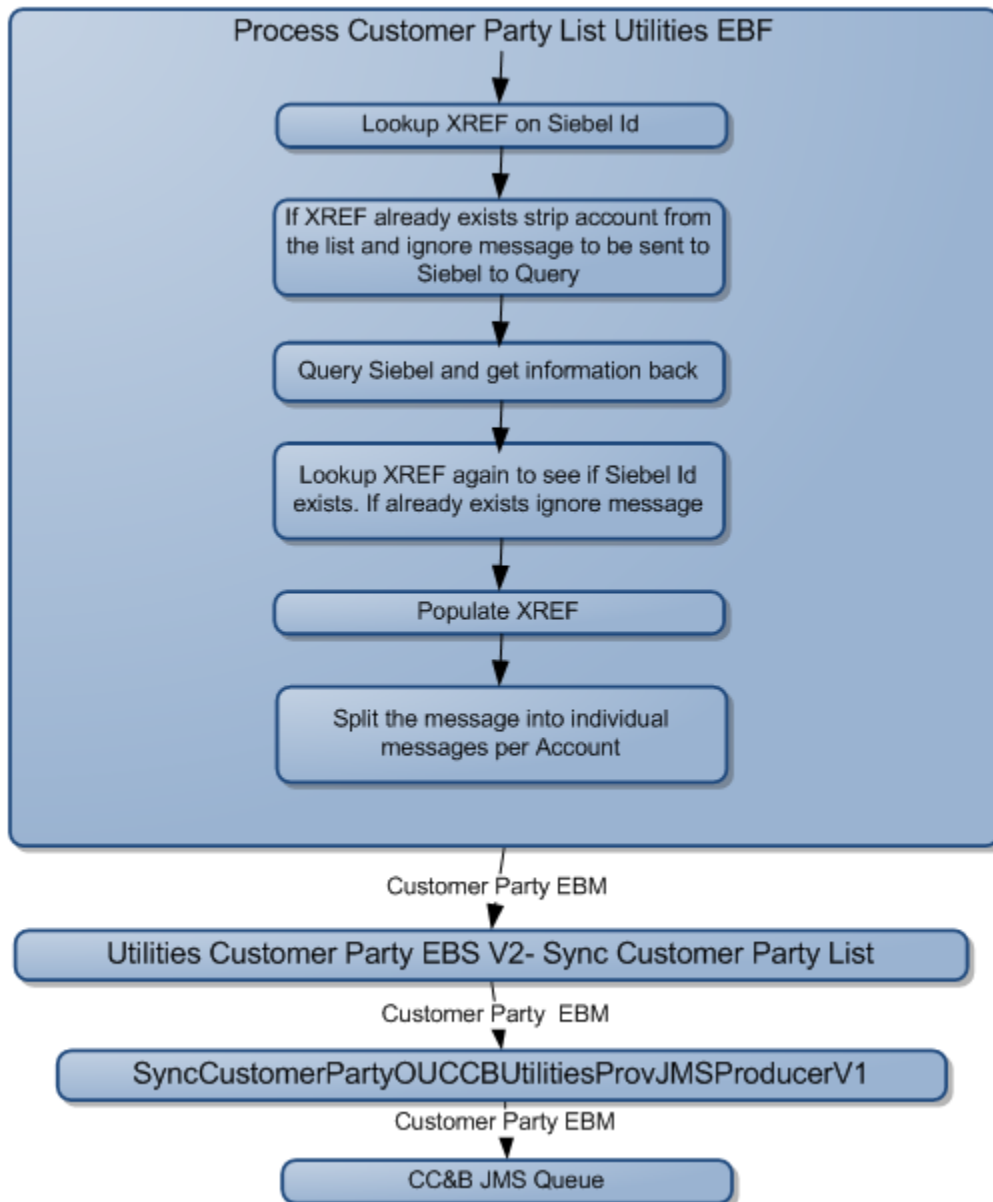 Process Customer Party List Utilities EBF
Lookup XREF on Siebel Id
If XREF already exists strip account from
the list and ignore message to be sent to
Siebel to Query
Query Siebel and get information back
Lookup XREF again to see if Siebel Id
exists. If already exists ignore message
Populate XREF
Split the message into individual
messages per Account
Customer Party EBM
Utilities Customer Party EBS V2- Sync Customer Party List
Customer Party  EBM
SyncCustomerPartyOUCCBUtilitiesProvJMSProducerV1
Customer Party EBM
CC&B JMS Queue